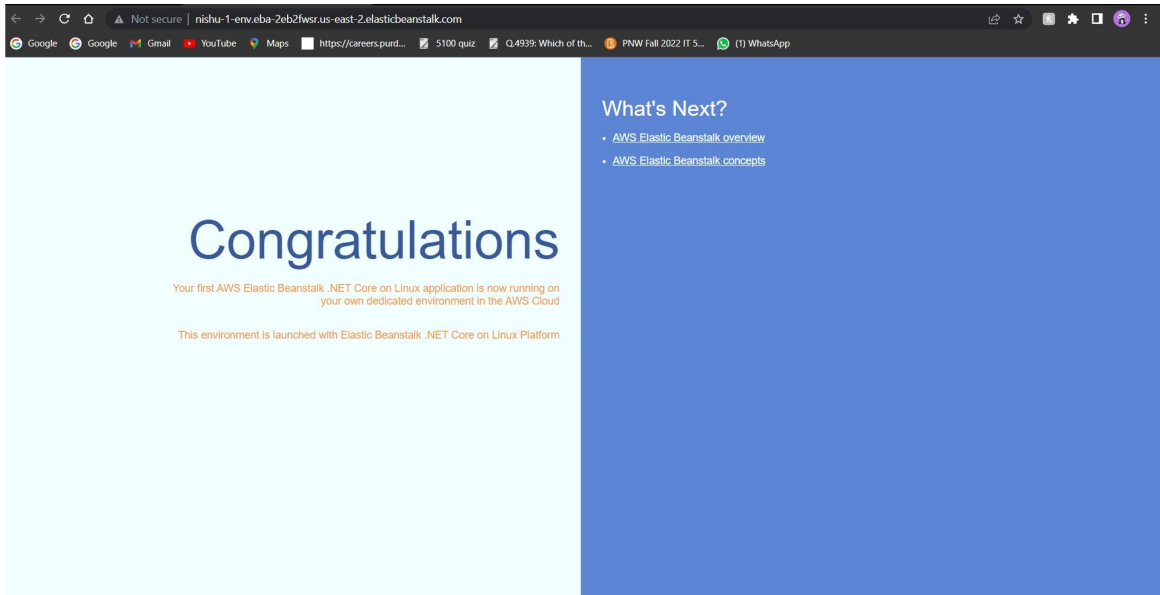 Not secure | nishu-1-env.eba-2eb2fwsr.us-east-2.elasticbeanstalk.com
Google Google Gmail YouTube Maps https://careers.purd... 5100 quiz Q.4939: Which of th... PNW Fall 2022 IT 5... (1) WhatsApp
Congratulations
Your first AWS Elastic Beanstalk .NET Core on Linux application is now running on
your own dedicated environment in the AWS Cloud
This environment is launched with Elastic Beanstalk .NET Core on Linux Platform
What's Next?
• AWS Elastic Beanstalk overview
• AWS Elastic Beanstalk concepts